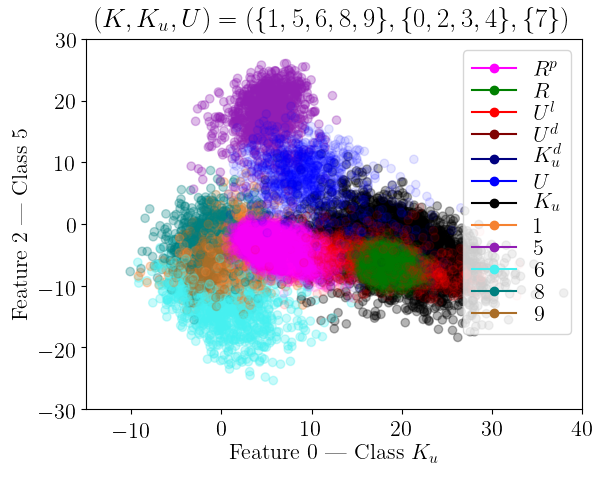 (K, K_u, U) = ({1, 5, 6, 8, 9}, {0, 2, 3, 4}, {7})
30
20
10
0
−10
−20
−30
Feature 2 — Class 5
R^p
R
U^l
U^d
K_u^d
U
K_u
1
5
6
8
9
−10 0 10 20 30 40
Feature 0 — Class K_u